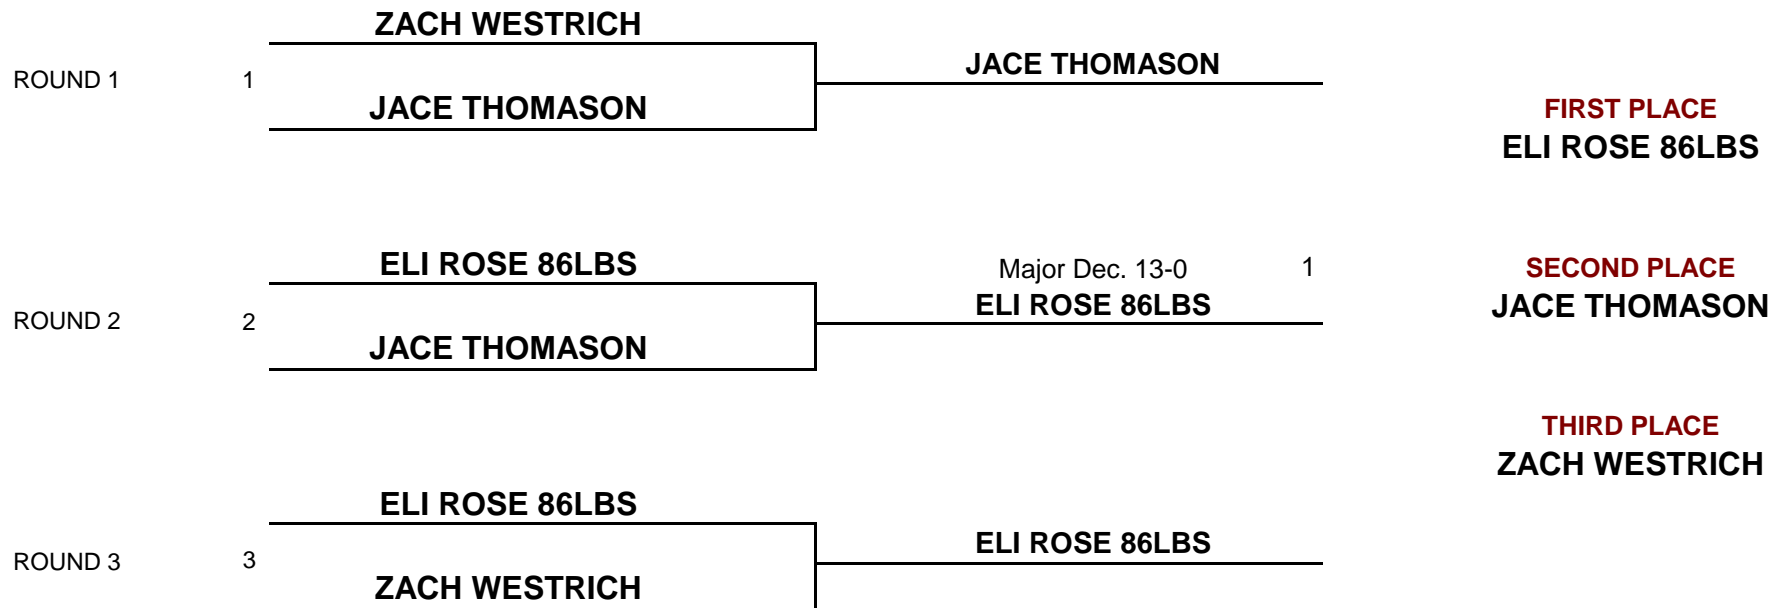 ZACH WESTRICH
ROUND 1
1
JACE THOMASON
JACE THOMASON
FIRST PLACE
ELI ROSE 86LBS
ELI ROSE 86LBS
ROUND 2
2
JACE THOMASON
Major Dec. 13-0
1
ELI ROSE 86LBS
SECOND PLACE
JACE THOMASON
THIRD PLACE
ZACH WESTRICH
ELI ROSE 86LBS
ROUND 3
3
ZACH WESTRICH
ELI ROSE 86LBS